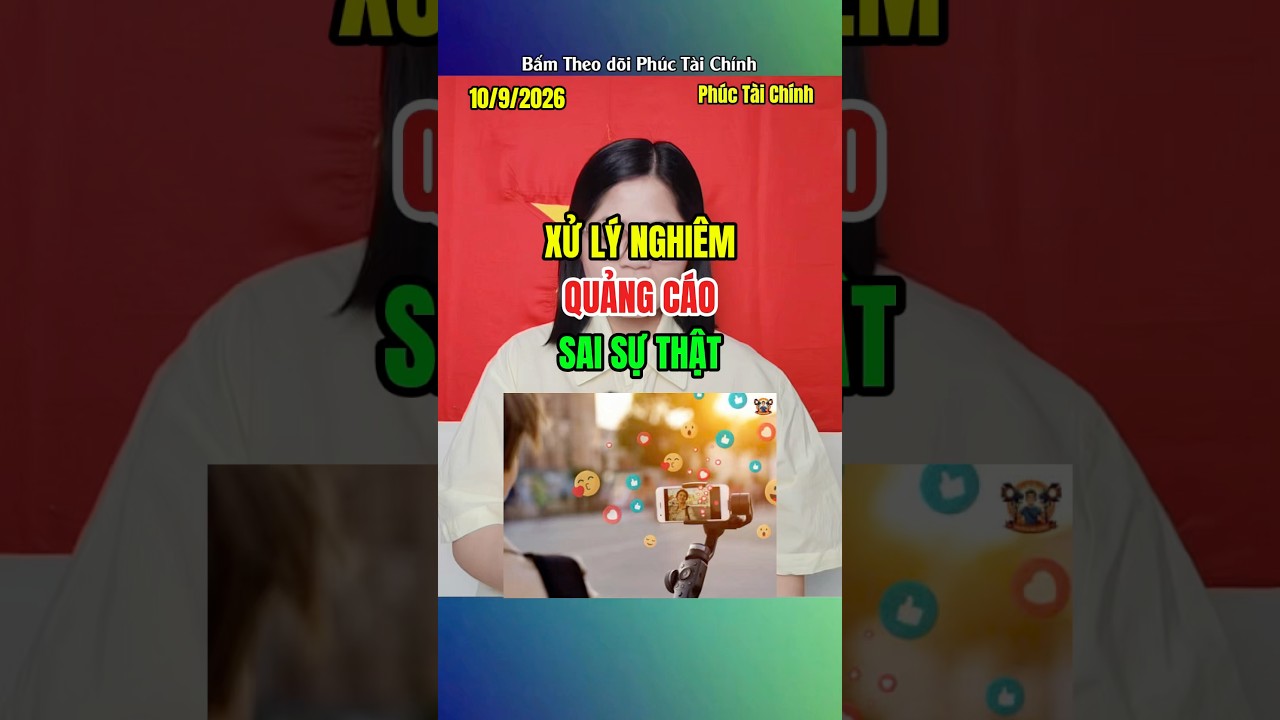 Bấm Theo dõi Phúc Tài Chính
10/9/2026
Phúc Tài Chính
XỬ LÝ NGHIÊM
QUẢNG CÁO
SAI SỰ THẬT